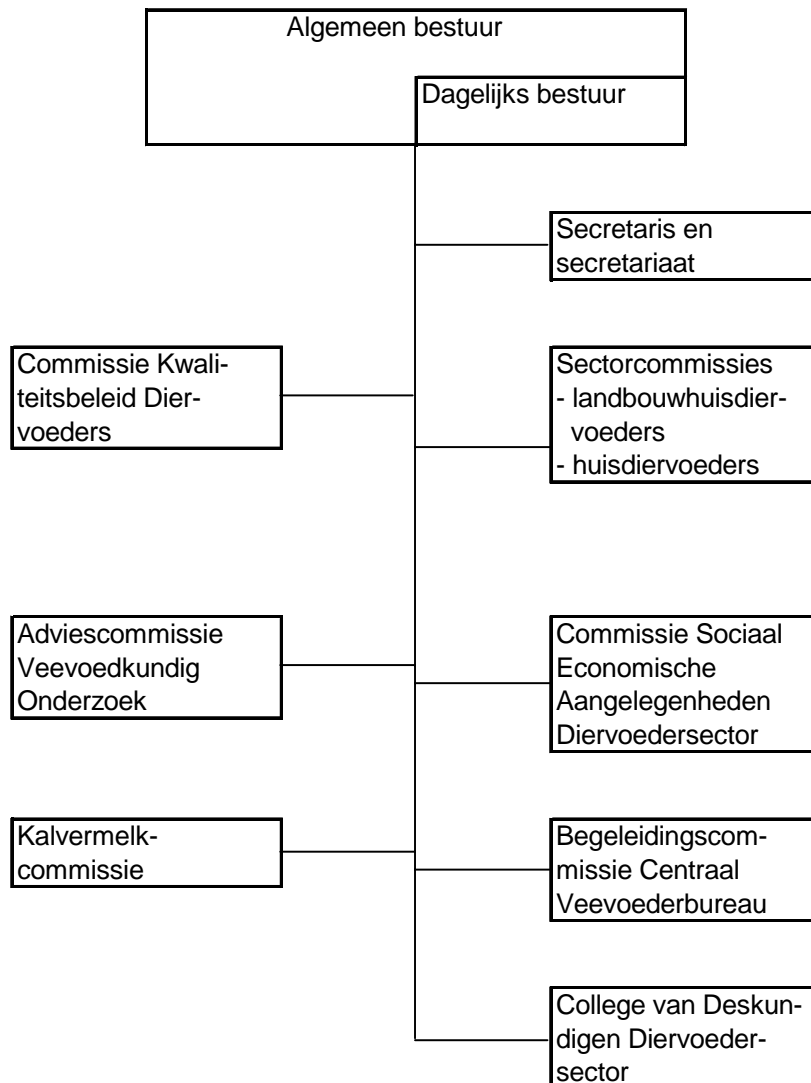 Algemeen bestuur
Dagelijks bestuur
Secretaris en
secretariaat
Commissie Kwali-
teitsbeleid Dier-
voeders
Sectorcommissies
- landbouwhuisdier-
voeders
- huisdiervoeders
Adviescommissie
Veevoedkundig
Onderzoek
Commissie Sociaal
Economische
Aangelegenheden
Diervoedersector
Kalvermelk-
commissie
Begeleidingscom-
missie Centraal
Veevoederbureau
College van Deskun-
digen Diervoeder-
sector